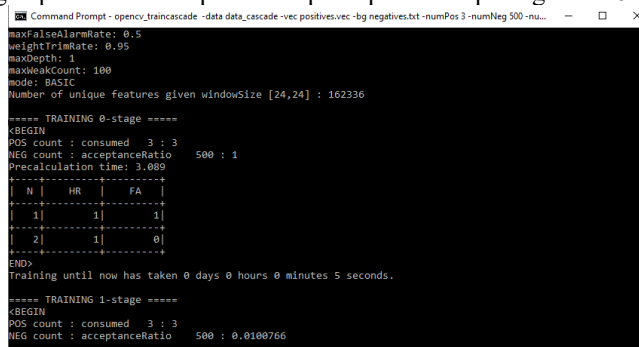 Command Prompt - opencv_traincascade -data data_cascade -vec positives.vec -bg negatives.txt -numPos 3 -numNeg 500 -nu...
maxFalseAlarmRate: 0.5
weightTrimRate: 0.95
maxDepth: 1
maxWeakCount: 100
mode: BASIC
Number of unique features given windowSize [24,24] : 162336
===== TRAINING 0-stage =====
<BEGIN
POS count : consumed   3 : 3
NEG count : acceptanceRatio    500 : 1
Precalculation time: 3.089
+----+---------+---------+
|  N |    HR   |    FA   |
+----+---------+---------+
|   1|        1|        1|
+----+---------+---------+
|   2|        1|        0|
+----+---------+---------+
END>
Training until now has taken 0 days 0 hours 0 minutes 5 seconds.
===== TRAINING 1-stage =====
<BEGIN
POS count : consumed   3 : 3
NEG count : acceptanceRatio    500 : 0.0100766